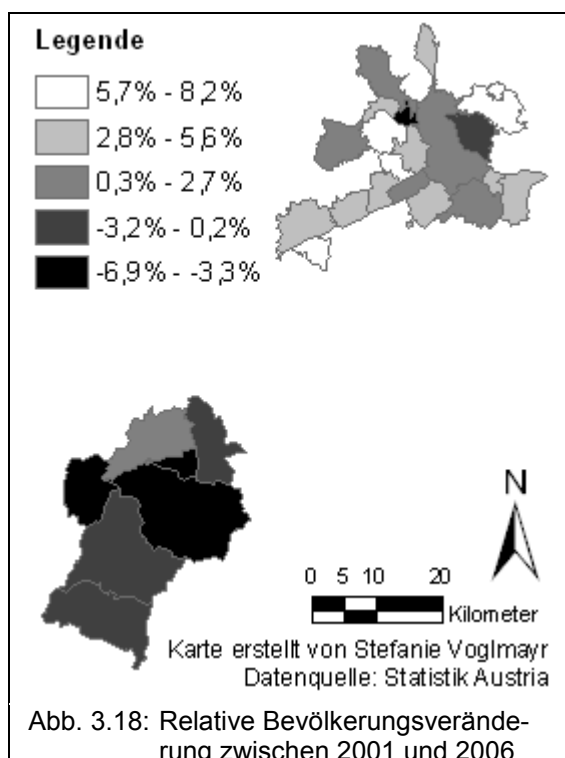 Legende
5,7% - 8,2%
2,8% - 5,6%
0,3% - 2,7%
-3,2% - 0,2%
-6,9% - -3,3%
N
0 5 10 20
Kilometer
Karte erstellt von Stefanie Voglmayr
Datenquelle: Statistik Austria
Abb. 3.18: Relative Bevölkerungsverände-
rung zwischen 2001 und 2006